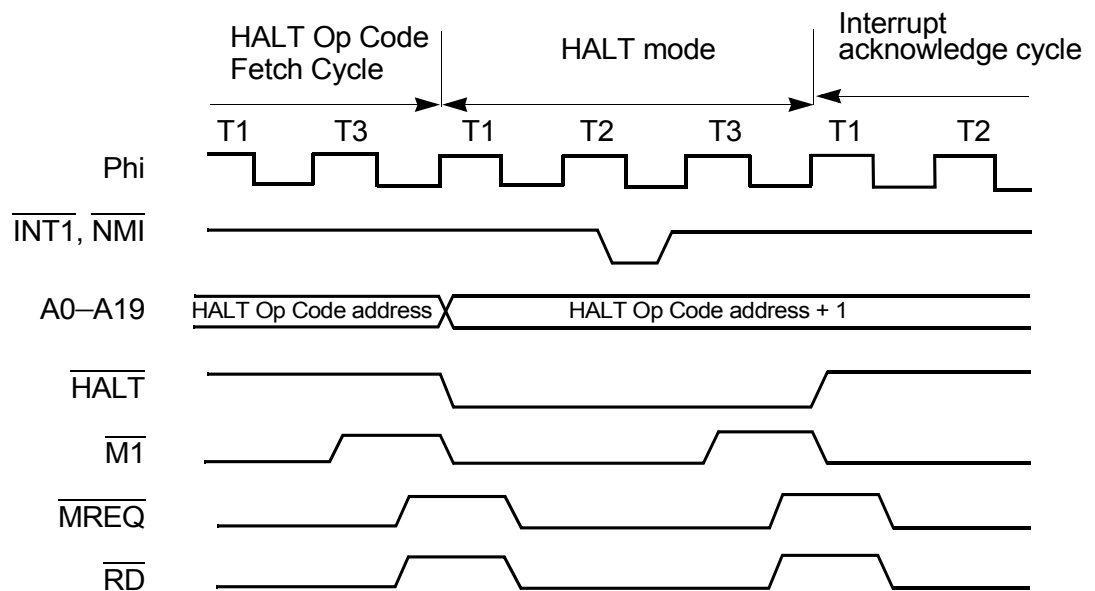 HALT Op Code
Fetch Cycle
HALT mode
Interrupt
acknowledge cycle
T1 T3 T1 T2 T3 T1 T2
Phi
INT1, NMI
A0–A19
HALT Op Code address
HALT Op Code address + 1
HALT
M1
MREQ
RD